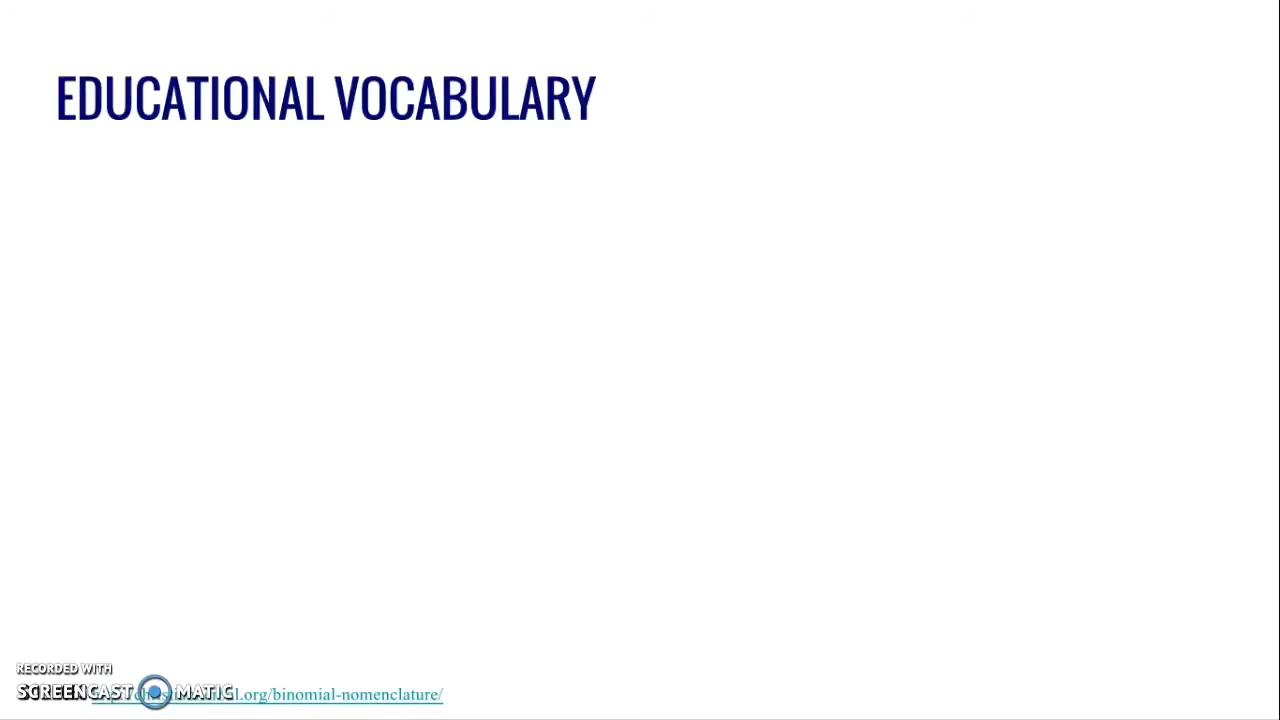 EDUCATIONAL VOCABULARY
RECORDED WITH
SCREENCAST MATIC
l.org/binomial-nomenclature/